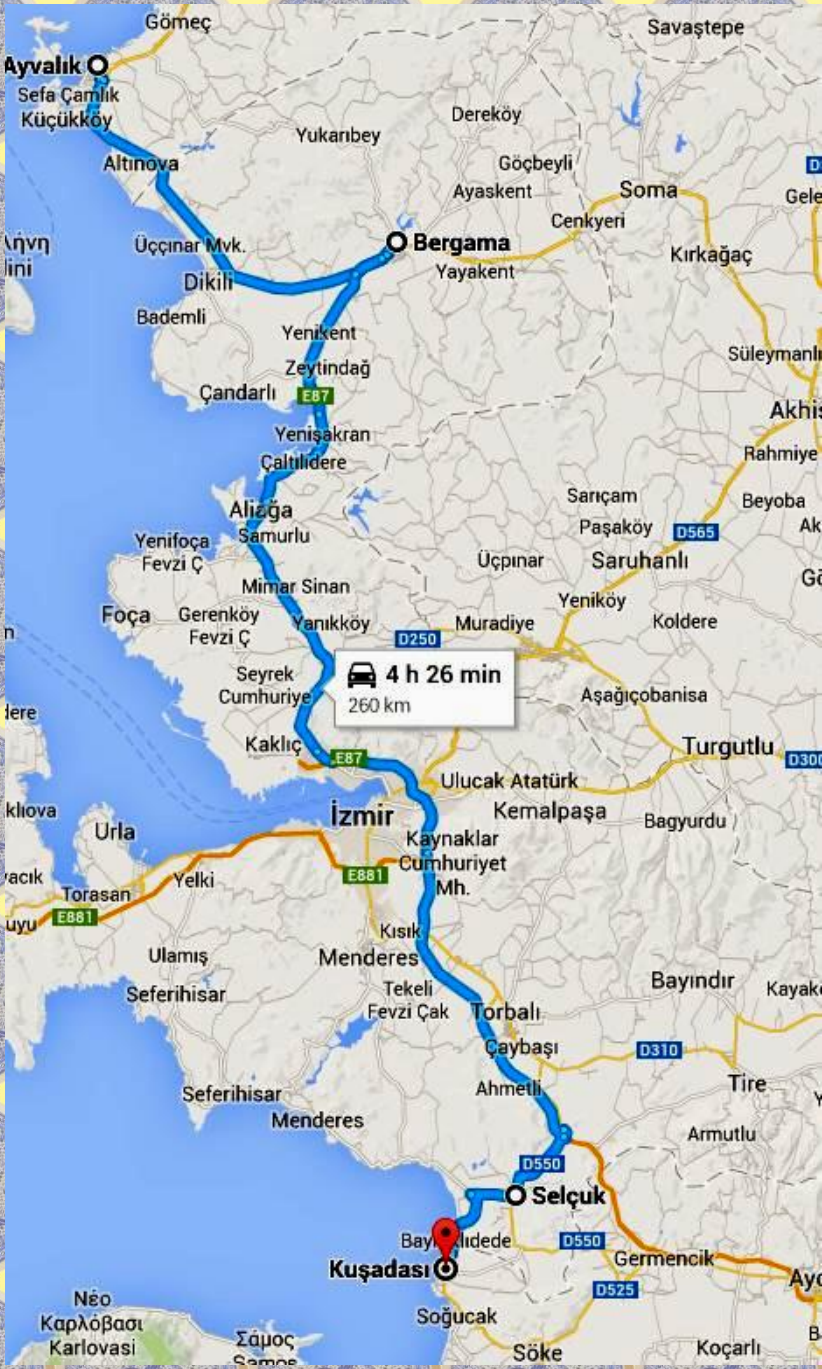 Gömeç
Savaştepe
Ayvalık
Sefa Çamlık
Küçükköy
Dereköy
Yukarıbey
Altınova
Göçbeyli
Ayaskent
Soma
Cenkyeri
Üççınar Mvk.
Bergama
Kırkağaç
Yayakent
Dikili
Bademli
Yenikent
Süleymanlı
Zeytindağ
Çandarlı
E87
Yenişakran
Rahmiye
Çaltılıdere
Sarıçam
Beyoba
Aliağa
Samurlu
Paşaköy
D565
Yenifoça
Fevzi Ç
Üçpınar
Saruhanlı
Mimar Sinan
Yeniköy
Foça
Gerenköy
Fevzi Ç
Yanıkköy
Muradiye
Koldere
D250
4 h 26 min
260 km
Seyrek
Cumhuriye
Aşağıçobanisa
Kaklıç
E87
Turgutlu
D300
Ulucak Atatürk
İzmir
Kemalpaşa
Bagyurdu
Urla
Kaynaklar
Cumhuriyet
Mh.
E881
Yelki
Torasan
E881
Kısık
Menderes
Ulamış
Seferihisar
Tekeli
Fevzi Çak
Bayındır
Torbalı
Çaybaşı
D310
Ahmetli
Tire
Seferihisar
Menderes
Armutlu
D550
Selçuk
D550
Germencik
Kuşadası
D525
Νέο
Καρλόβασι
Karlovasi
Soğucak
Σάμος
Samos
Söke
Koçarlı